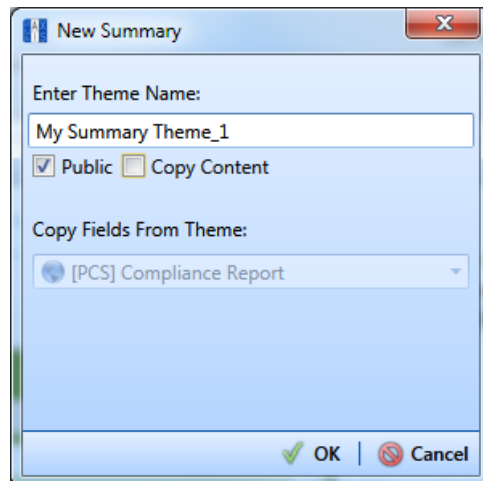 New Summary
Enter Theme Name:
My Summary Theme_1
Public Copy Content
Copy Fields From Theme:
[PCS] Compliance Report
OK | Cancel